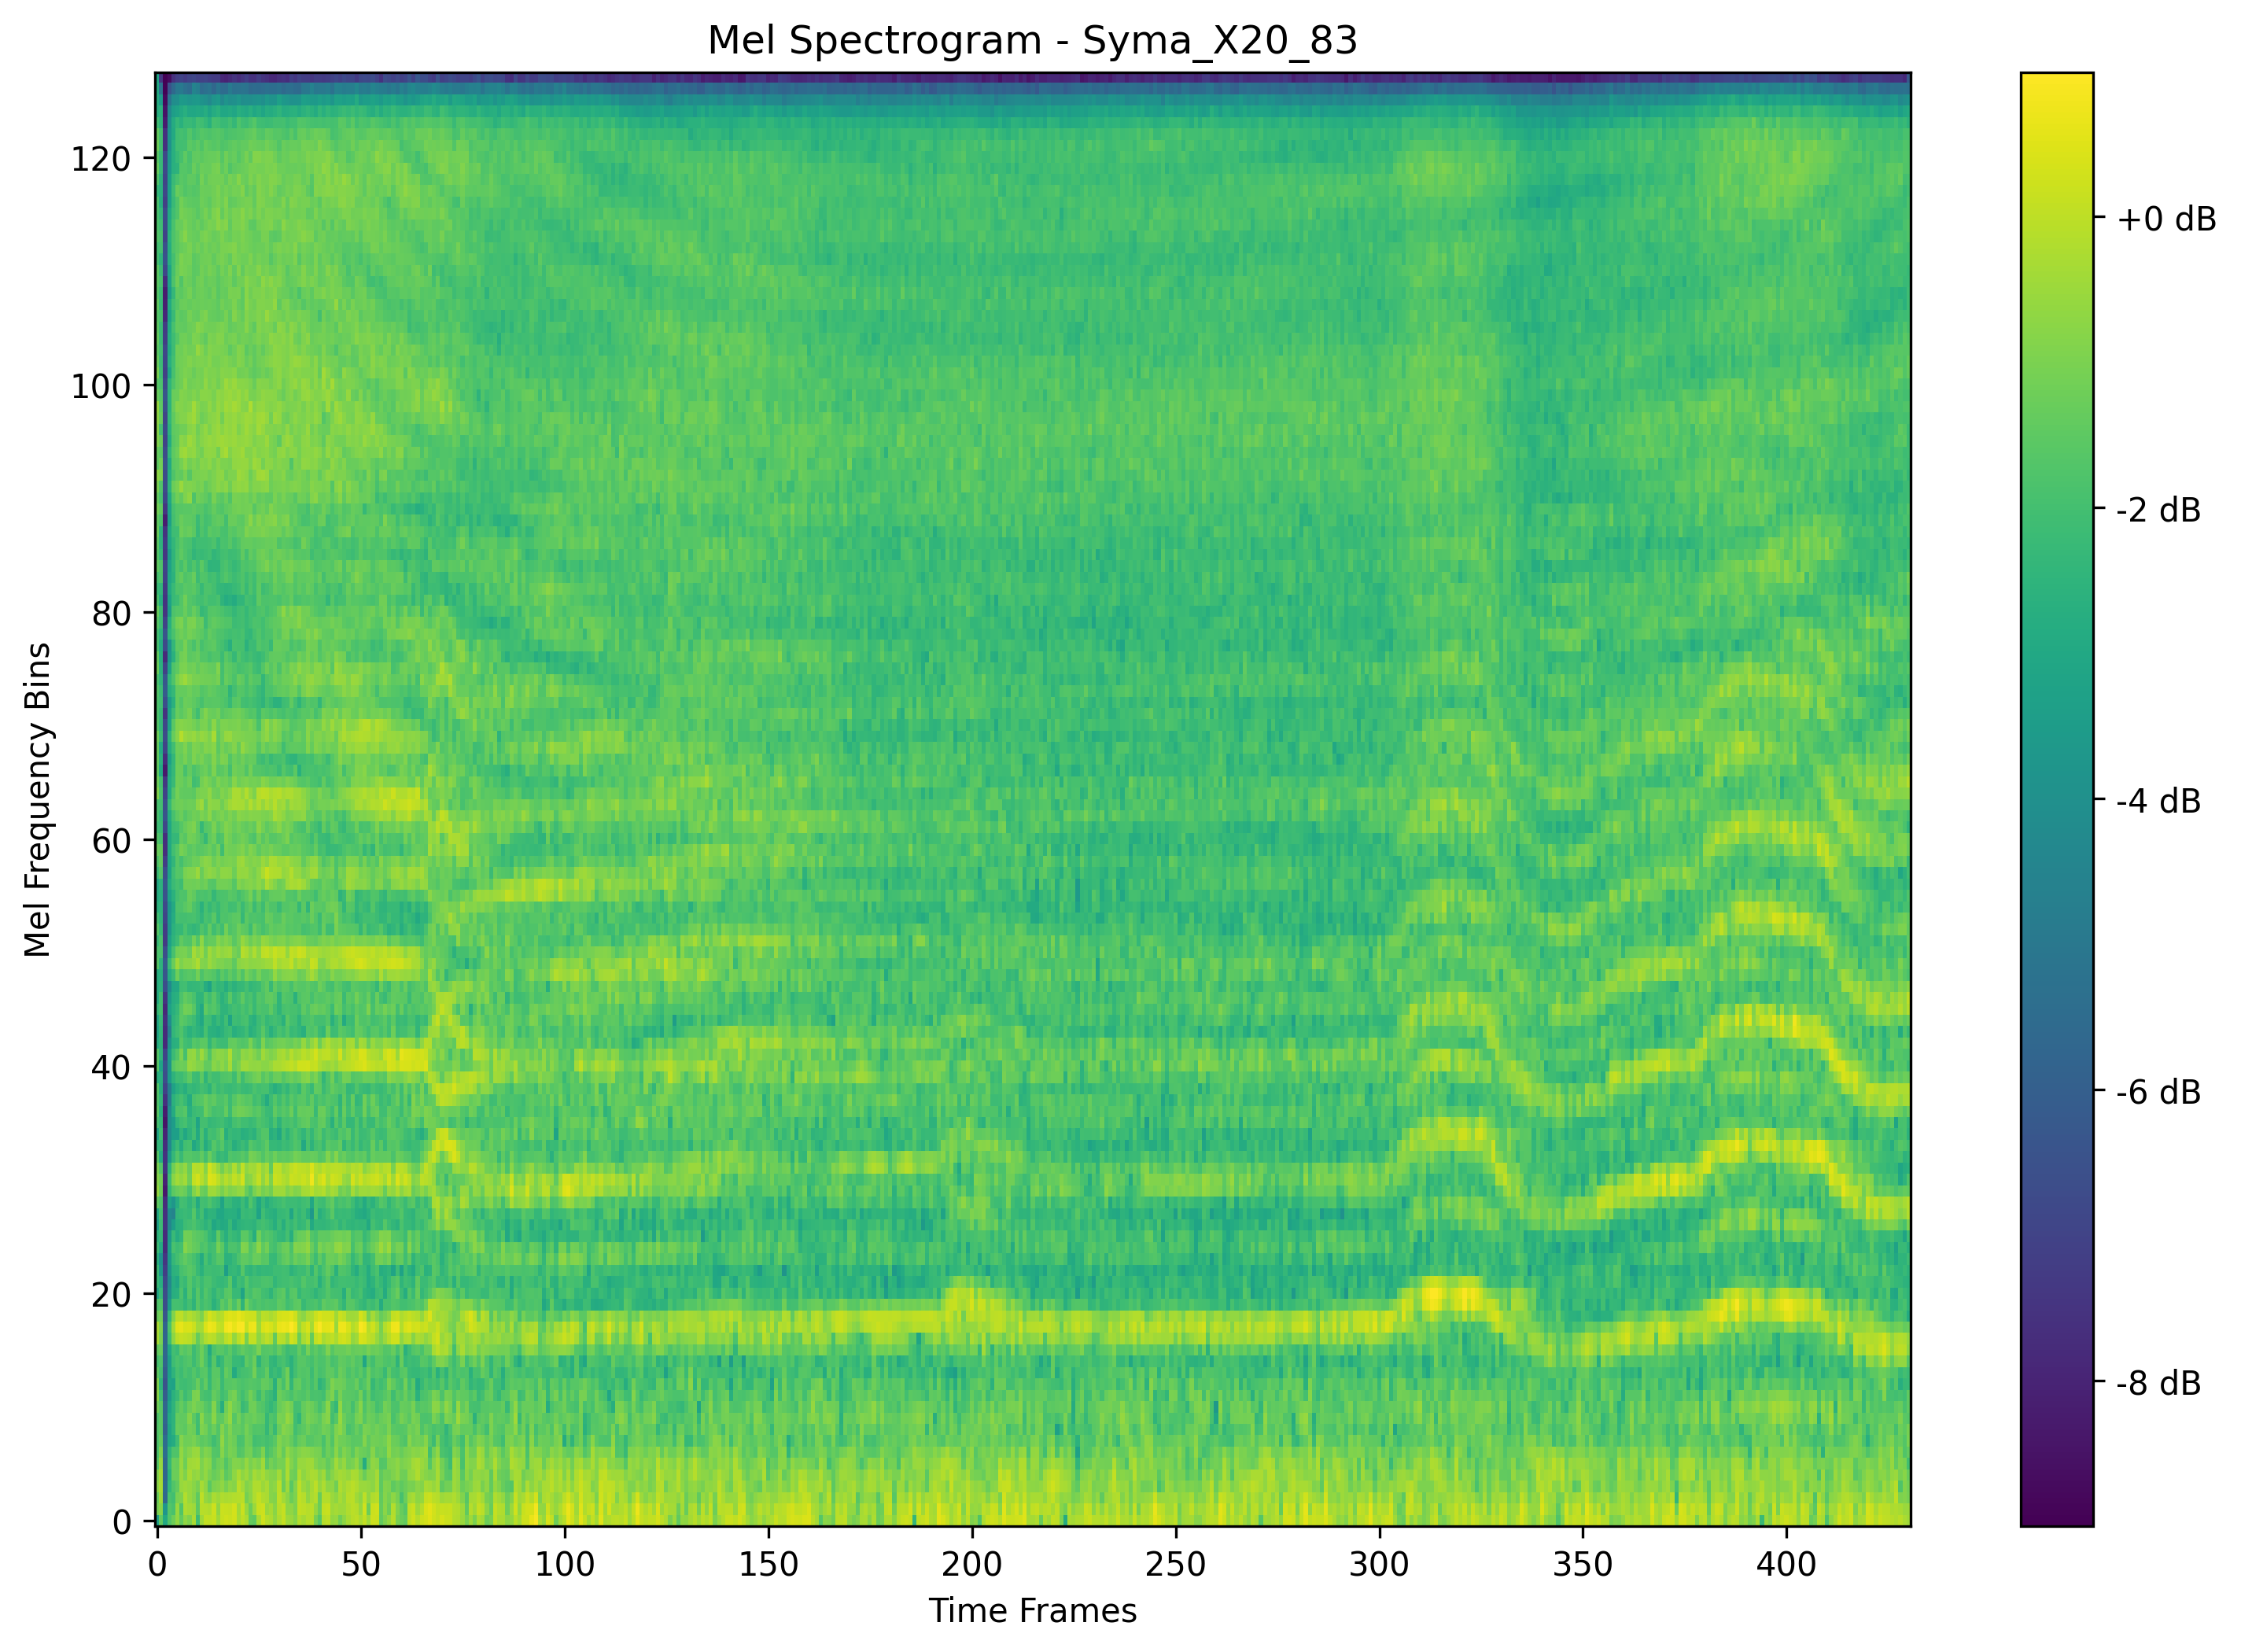 Mel Spectrogram - Syma_X20_83
Mel Frequency Bins
120
100
80
60
40
20
0
0 50 100 150 200 250 300 350 400
Time Frames
+0 dB
-2 dB
-4 dB
-6 dB
-8 dB